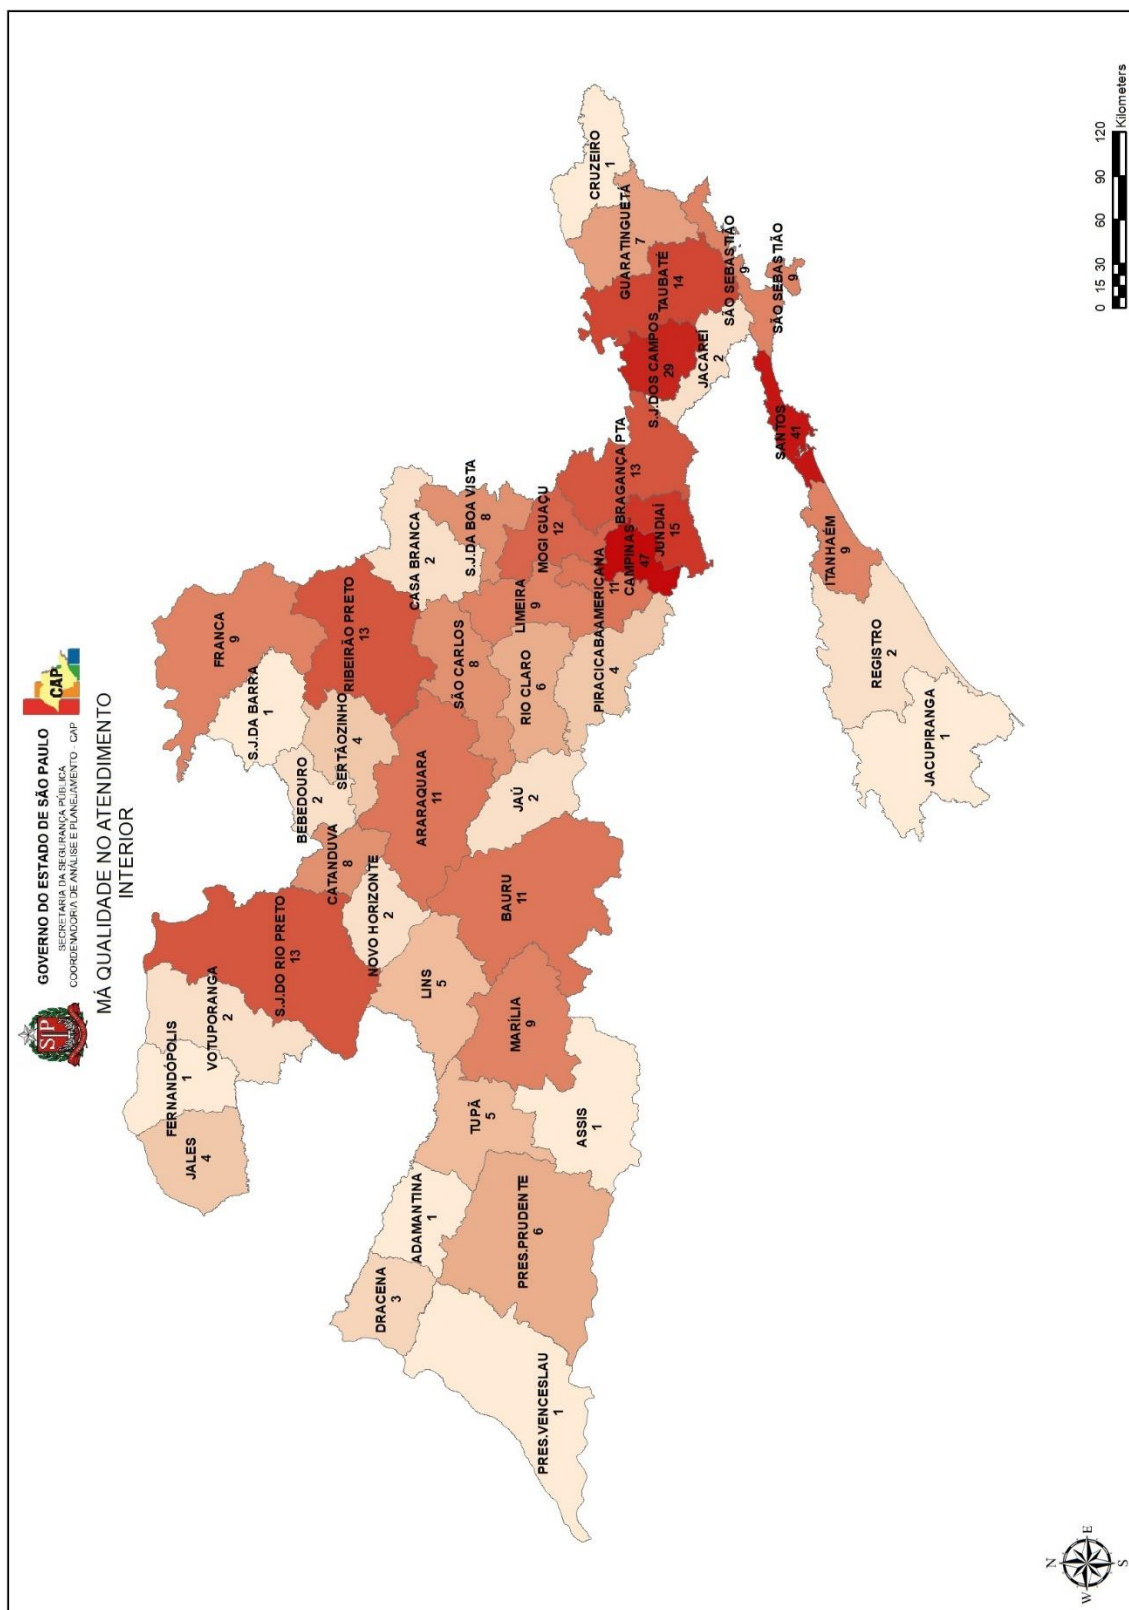 GOVERNO DO ESTADO DE SÃO PAULO
SECRETARIA DA SEGURANÇA PÚBLICA
COORDENADORIA DE ANÁLISE E PLANEJAMENTO - CAP
CAP
SP
MÁ QUALIDADE NO ATENDIMENTO
INTERIOR
JALES
4
FERNANDÓPOLIS
1
VOTUPORANGA
2
S.J.DO RIO PRETO
13
CATANDUVA
8
NOVO HORIZONTE
2
BEBEDOURO
2
S.J.DA BARRA
1
FRANCA
9
SERTÃOZINHO
4
RIBEIRÃO PRETO
13
CASA BRANCA
2
S.J.DA BOA VISTA
8
ARARAQUARA
11
SÃO CARLOS
8
LIMEIRA
9
MOGI GUAÇU
12
RIO CLARO
6
PIRACICABA
4
AMERICANA
11
CAMPINAS
47
BRAGANÇA PTA
13
JUNDIAÍ
15
JAÚ
2
BAURU
11
LINS
5
MARÍLIA
9
TUPÃ
5
ASSIS
1
ADAMANTINA
1
DRACENA
3
PRES.PRUDENTE
6
PRES.VENCESLAU
1
CRUZEIRO
1
GUARATINGUETÁ
7
TAUBATÉ
14
S.J.DOS CAMPOS
29
JACAREÍ
2
SÃO SEBASTIÃO
9
SÃO SEBASTIÃO
9
SANTOS
41
ITANHAÉM
9
REGISTRO
2
JACUPIRANGA
1
N
W E
S
0 15 30 60 90 120
Kilometers